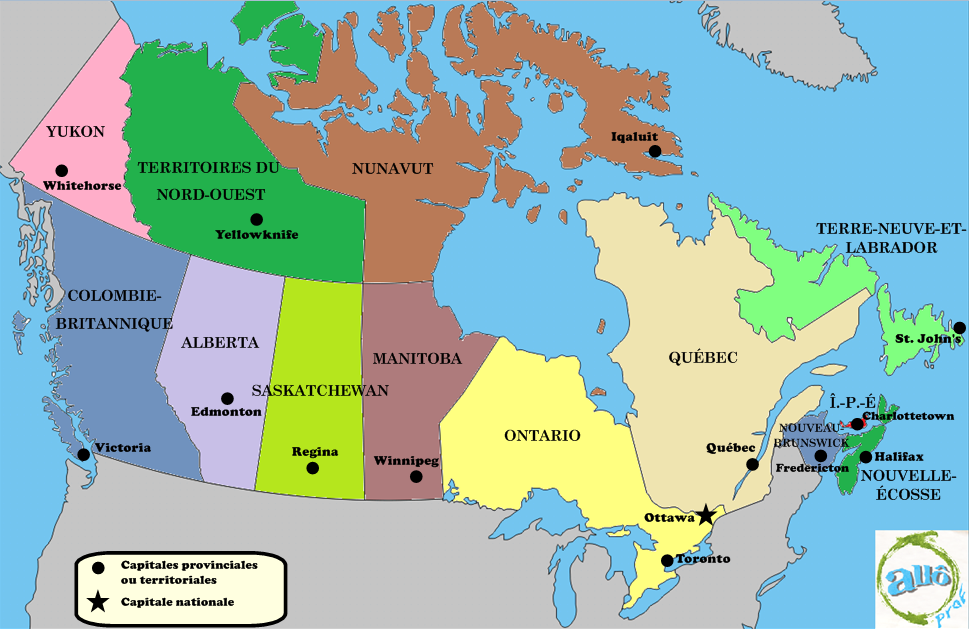 YUKON
Whitehorse
TERRITOIRES DU
NORD-OUEST
Yellowknife
NUNAVUT
Iqaluit
TERRE-NEUVE-ET-
LABRADOR
St. John's
COLOMBIE-
BRITANNIQUE
Victoria
ALBERTA
Edmonton
SASKATCHEWAN
Regina
MANITOBA
Winnipeg
ONTARIO
Ottawa
Toronto
QUÉBEC
Québec
Î.-P.-É
Charlottetown
NOUVEAU-
BRUNSWICK
Fredericton
Halifax
NOUVELLE-
ÉCOSSE
Capitales provinciales
ou territoriales
Capitale nationale
allô
prof